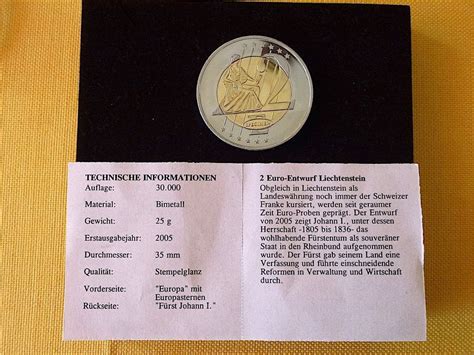 TECHNISCHE INFORMATIONEN
Auflage: 30.000
Material: Bimetall
Gewicht: 25 g
Erstausgabejahr: 2005
Durchmesser: 35 mm
Qualität: Stempelglanz
Vorderseite: "Europa" mit
Europasternen
Rückseite: "Fürst Johann I."
2 Euro-Entwurf Liechtenstein
Obgleich in Liechtenstein als
Landeswährung noch immer der Schweizer
Franke kursiert, werden seit geraumer
Zeit Euro-Proben geprägt. Der Entwurf
von 2005 zeigt Johann I., unter dessen
Herrschaft -1805 bis 1836- das
wohlhabende Fürstentum als souveräner
Staat in den Rheinbund aufgenommen
wurde. Der Fürst gab seinem Land eine
Verfassung und führte einschneidende
Reformen in Verwaltung und Wirtschaft
durch.